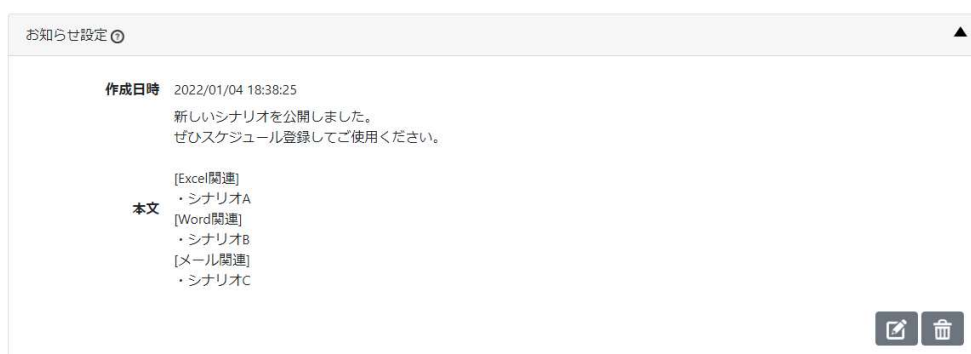 お知らせ設定
作成日時 2022/01/04 18:38:25
本文
新しいシナリオを公開しました。
ぜひスケジュール登録してご使用ください。
[Excel関連]
・シナリオA
[Word関連]
・シナリオB
[メール関連]
・シナリオC